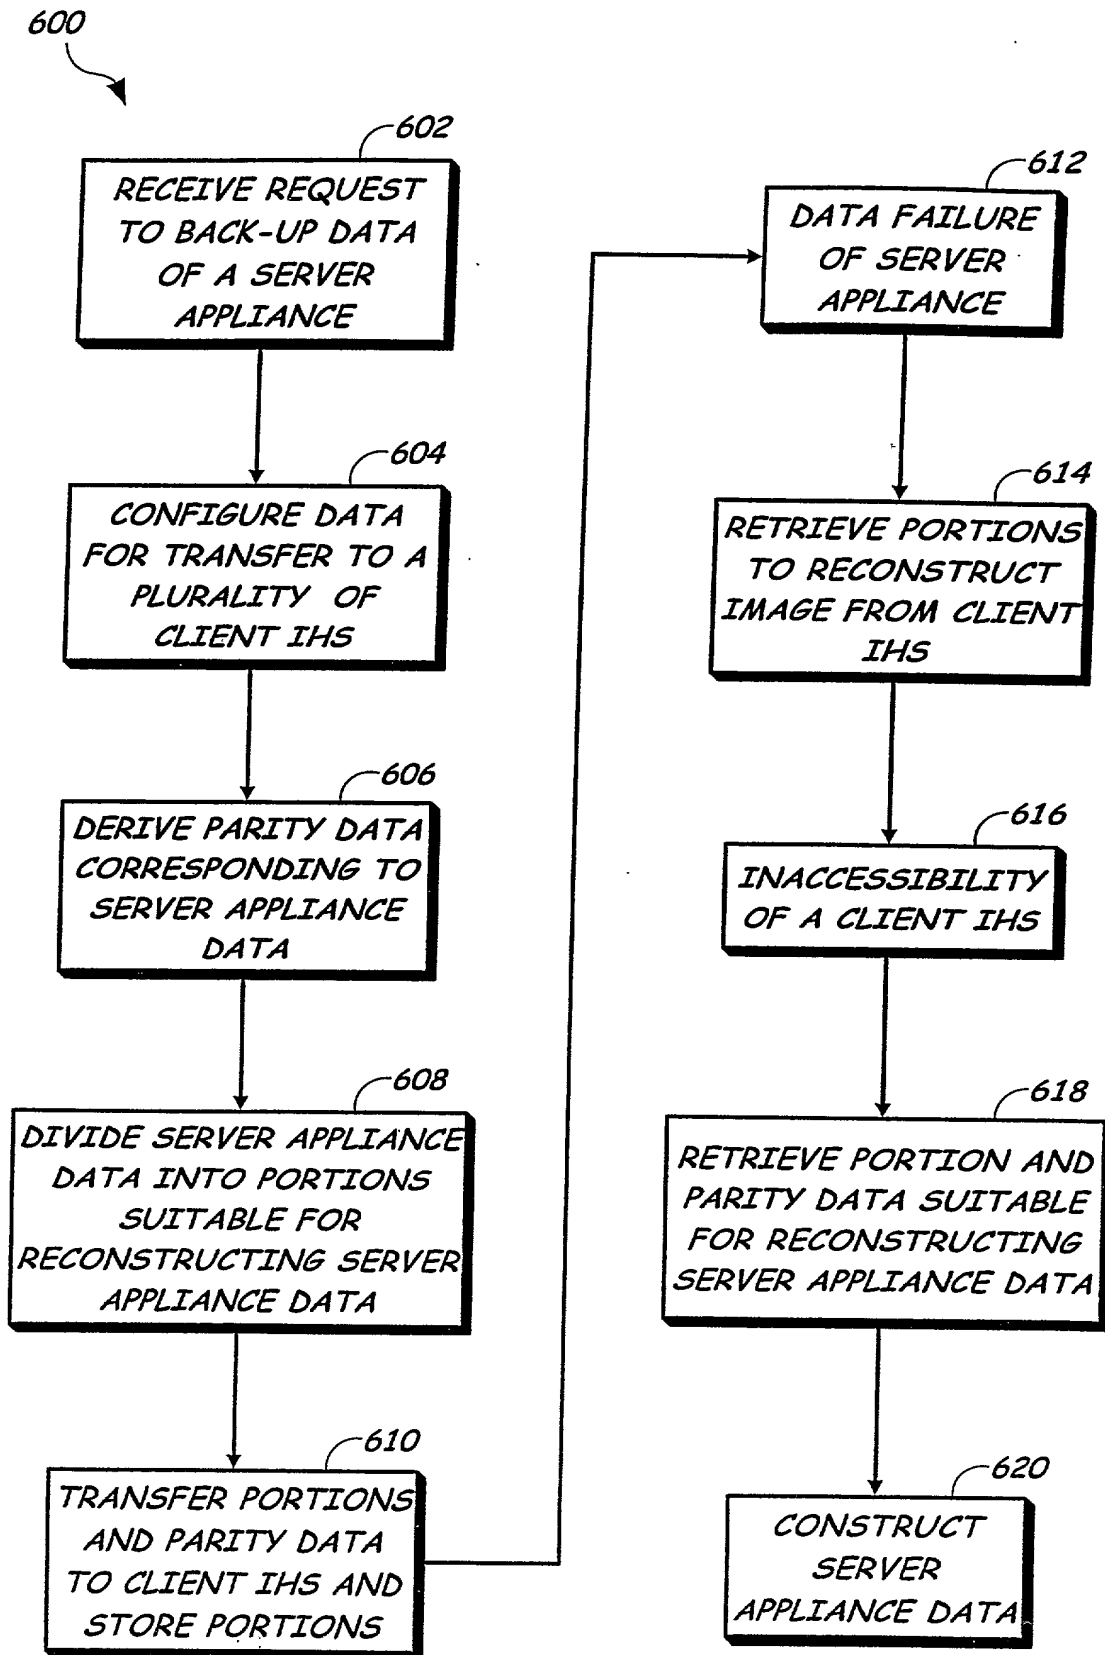 600
602
RECEIVE REQUEST
TO BACK-UP DATA
OF A SERVER
APPLIANCE
604
CONFIGURE DATA
FOR TRANSFER TO A
PLURALITY OF
CLIENT IHS
606
DERIVE PARITY DATA
CORRESPONDING TO
SERVER APPLIANCE
DATA
608
DIVIDE SERVER APPLIANCE
DATA INTO PORTIONS
SUITABLE FOR
RECONSTRUCTING SERVER
APPLIANCE DATA
610
TRANSFER PORTIONS
AND PARITY DATA
TO CLIENT IHS AND
STORE PORTIONS
612
DATA FAILURE
OF SERVER
APPLIANCE
614
RETRIEVE PORTIONS
TO RECONSTRUCT
IMAGE FROM CLIENT
IHS
616
INACCESSIBILITY
OF A CLIENT IHS
618
RETRIEVE PORTION AND
PARITY DATA SUITABLE
FOR RECONSTRUCTING
SERVER APPLIANCE DATA
620
CONSTRUCT
SERVER
APPLIANCE DATA